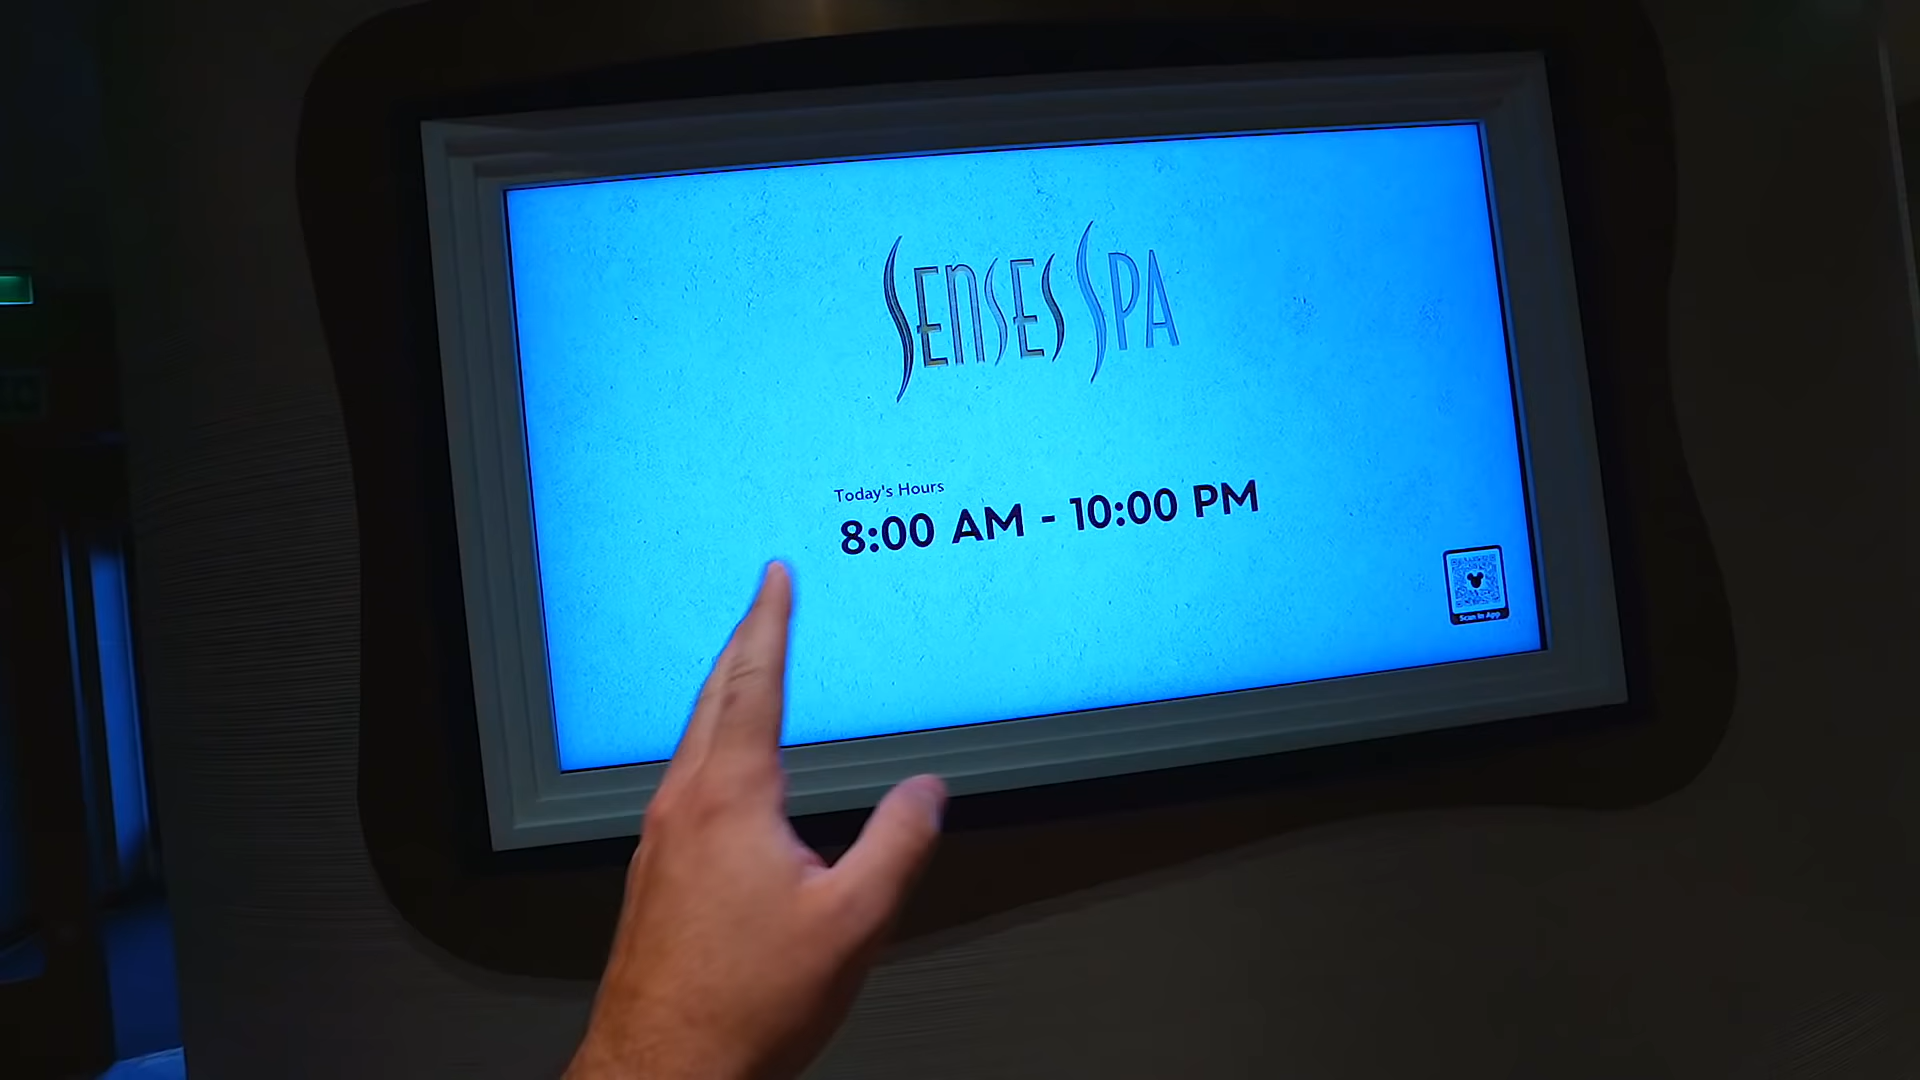 SENSES SPA
Today's Hours
8:00 AM - 10:00 PM
Scan In App